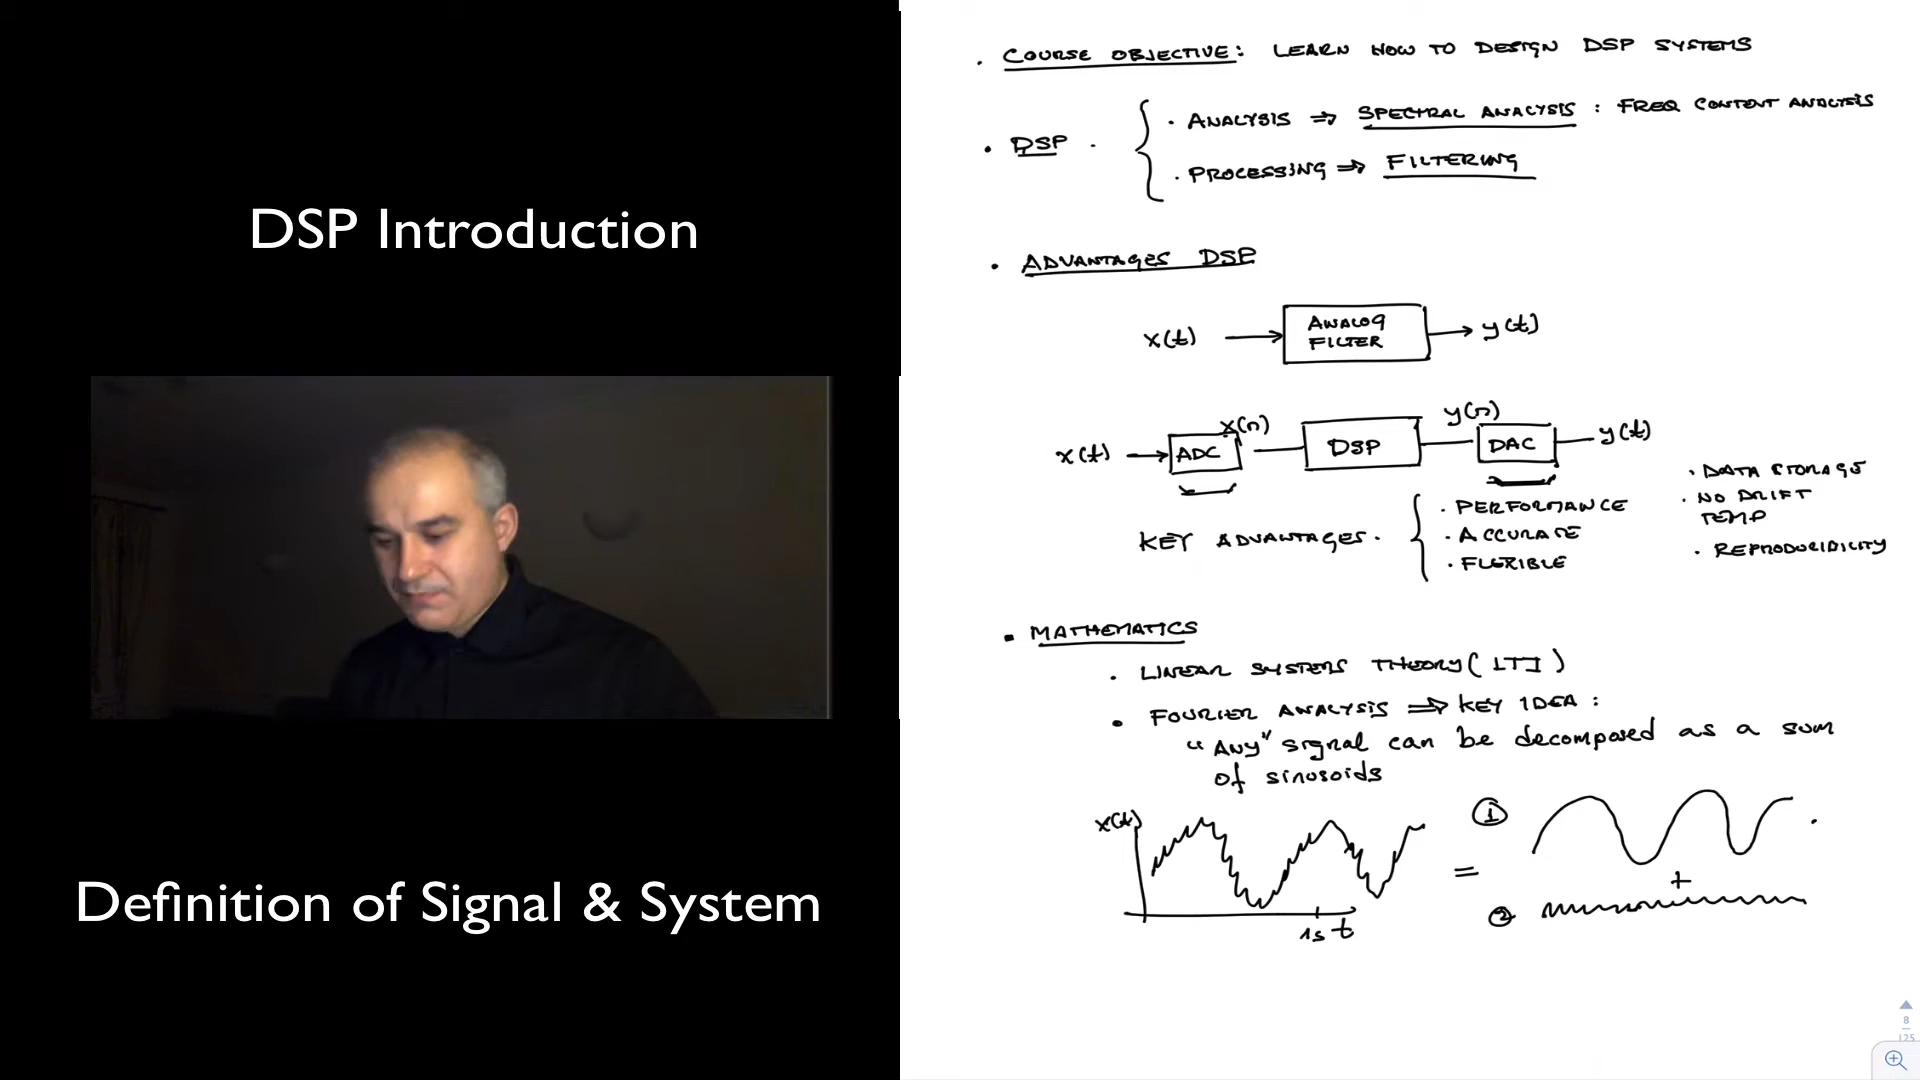 DSP Introduction
Definition of Signal & System
. COURSE OBJECTIVE: LEARN HOW TO DESIGN DSP SYSTEMS
. DSP .
. ANALYSIS ⇒ SPECTRAL ANALYSIS : FREQ CONTENT ANALYSIS
. PROCESSING ⇒ FILTERING
. ADVANTAGES DSP
x(t) → ANALOG FILTER → y(t)
x(t) → ADC x(n) DSP y(n) DAC y(t)
KEY ADVANTAGES.
. PERFORMANCE
. ACCURATE
. FLEXIBLE
. DATA STORAGE
. NO DRIFT
TEMP
. REPRODUCIBILITY
. MATHEMATICS
. LINEAR SYSTEMS THEORY (LTI)
. FOURIER ANALYSIS ⇒ KEY IDEA :
"ANY" signal can be decomposed as a sum
of sinusoids
x(t)
1s t
=
1
+
2
8
125